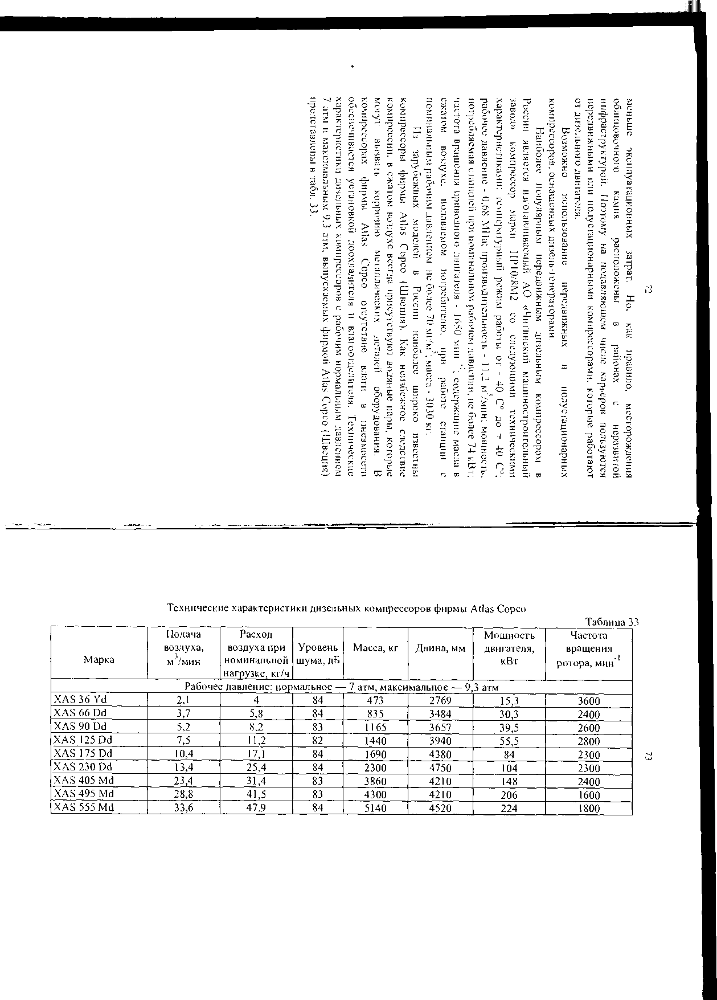 72
меньше эксплуатационных затрат. Но, как правило, месторождения
облицовочного камня расположены в районах с неразвитой
инфраструктурой. Поэтому на подавляющем числе карьеров пользуются
передвижными или полустационарными компрессорами, которые работают
от дизельного двигателя.
Возможно использование передвижных и полустационарных
компрессоров, оснащенных дизель-генераторами.
Наиболее популярным передвижным дизельным компрессором в
России является изготавливаемый АО «Читинский машиностроительный
завод» компрессор марки ПР10/8М2 со следующими техническими
характеристиками: температурный режим работы от - 40 С° до + 40 С°;
рабочее давление - 0,68 МПа; производительность - 11,2 м³/мин; мощность,
потребляемая станцией при номинальном рабочем давлении, не более 74 кВт;
частота вращения приводного двигателя - 1650 мин⁻¹; содержание масла в
сжатом воздухе, подаваемом потребителю, при работе станции с
номинальным рабочим давлением не более 70 мг/м³; масса - 3030 кг.
Из зарубежных моделей в России наиболее широко известны
компрессоры фирмы Atlas Copco (Швеция). Как неизбежное следствие
компрессии, в сжатом воздухе всегда присутствуют водяные пары, которые
могут вызвать коррозию металлических деталей оборудования. В
компрессорах фирмы Atlas Copco отсутствие влаги в пневмосети
обеспечивается установкой доохладителя и влагоотделителя. Технические
характеристики дизельных компрессоров с рабочим нормальным давлением
7 атм и максимальным 9,3 атм, выпускаемых фирмой Atlas Copco (Швеция)
представлены в табл. 33.
Технические характеристики дизельных компрессоров фирмы Atlas Copco
Таблица 33
Марка Подача воздуха, м³/мин Расход воздуха при номинальной нагрузке, кг/ч Уровень шума, дБ Масса, кг Длина, мм Мощность двигателя, кВт Частота вращения ротора, мин⁻¹
Рабочее давление: нормальное — 7 атм, максимальное — 9,3 атм
XAS 36 Yd 2,1 4 84 473 2769 15,3 3600
XAS 66 Dd 3,7 5,8 84 835 3484 30,3 2400
XAS 90 Dd 5,2 8,2 83 1165 3657 39,5 2600
XAS 125 Dd 7,5 11,2 82 1440 3940 55,5 2800
XAS 175 Dd 10,4 17,1 84 1690 4380 84 2300
XAS 230 Dd 13,4 25,4 84 2300 4750 104 2300
XAS 405 Md 23,4 31,4 83 3860 4210 148 2400
XAS 495 Md 28,8 41,5 83 4300 4210 206 1600
XAS 555 Md 33,6 47,9 84 5140 4520 224 1800
73